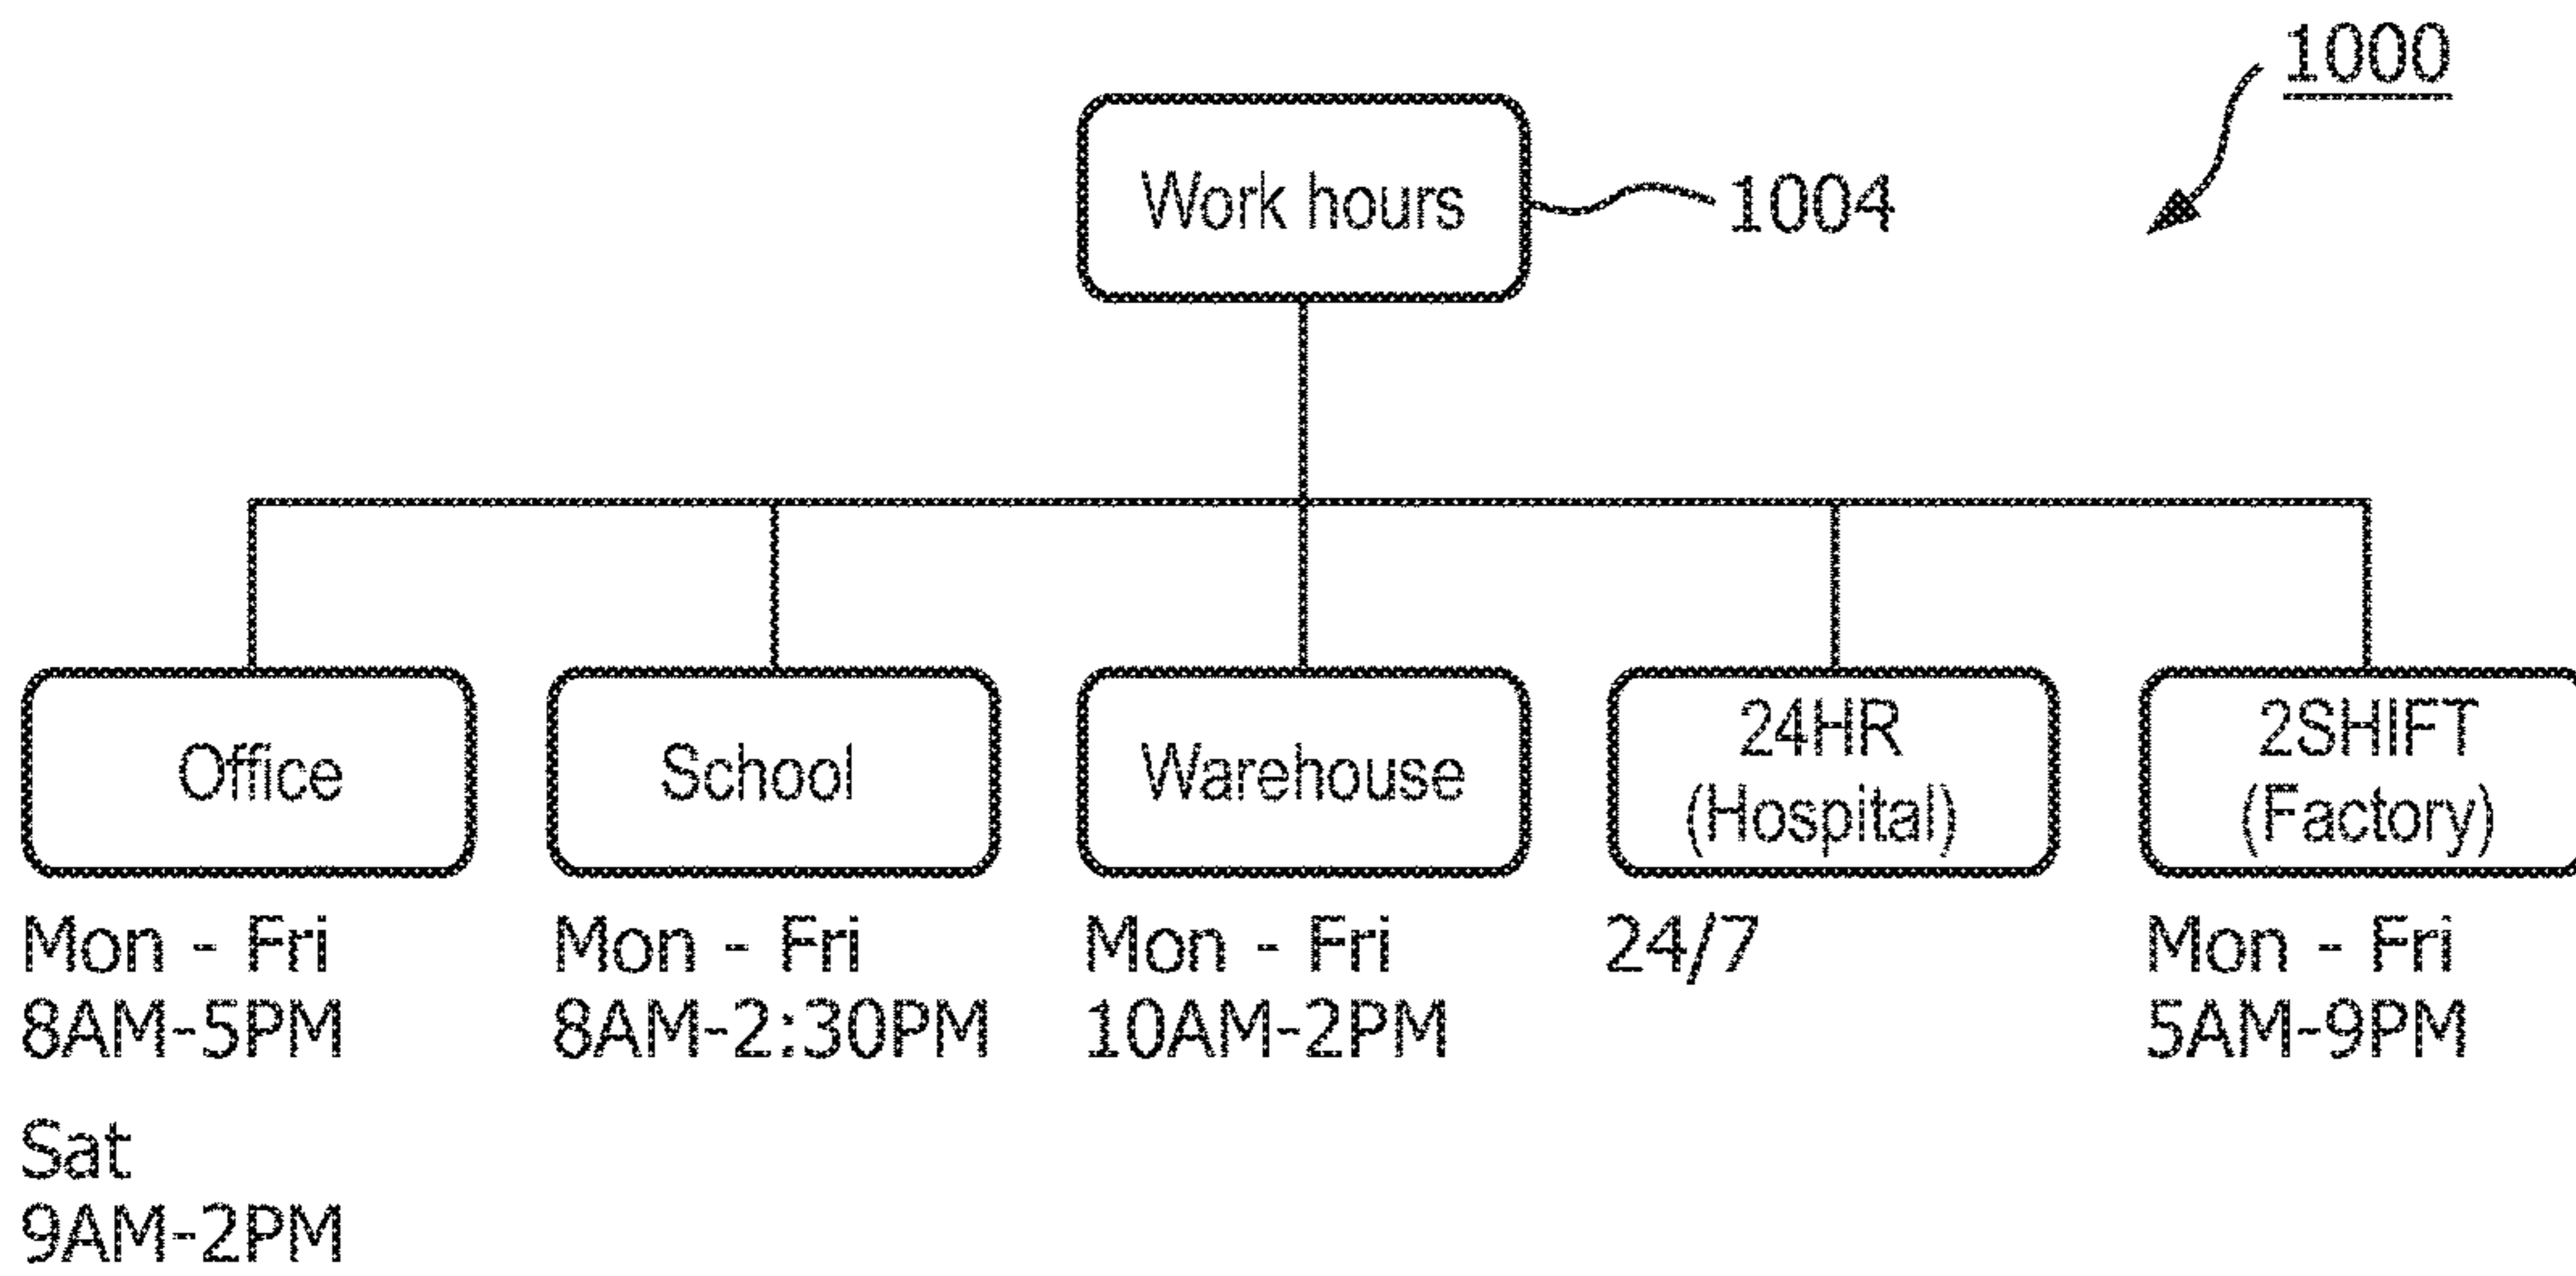 1000
Work hours
1004
Office
School
Warehouse
24HR
(Hospital)
2SHIFT
(Factory)
Mon - Fri
8AM-5PM
Sat
9AM-2PM
Mon - Fri
8AM-2:30PM
Mon - Fri
10AM-2PM
24/7
Mon - Fri
5AM-9PM